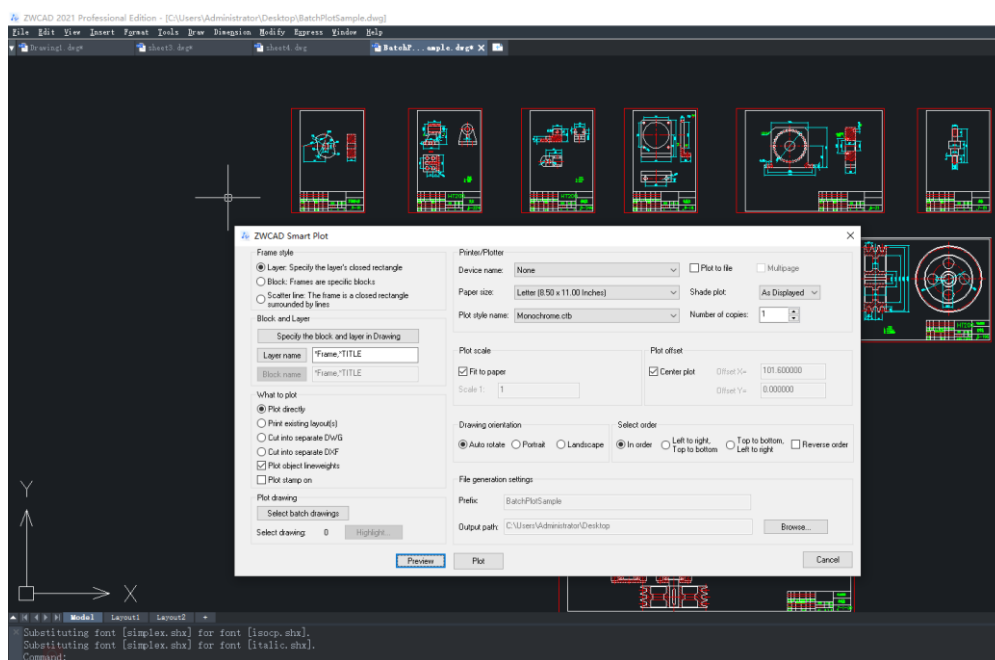 ZWCAD 2021 Professional Edition - [C:\Users\Administrator\Desktop\BatchPlotSample.dwg]
File Edit View Insert Format Tools Draw Dimension Modify Express Window Help
Drawing1.dwg* sheet3.dwg* sheet4.dwg BatchP...ample.dwg*
ZWCAD Smart Plot
Frame style
Layer: Specify the layer's closed rectangle
Block: Frames are specific blocks
Scatter line: The frame is a closed rectangle
surrounded by lines
Block and Layer
Specify the block and layer in Drawing
Layer name *Frame,*TITLE
Block name *Frame,*TITLE
What to plot
Plot directly
Print existing layout(s)
Cut into separate DWG
Cut into separate DXF
Plot object lineweights
Plot stamp on
Plot drawing
Select batch drawings
Select drawing: 0 Highlight...
Printer/Plotter
Device name: None Plot to file Multipage
Paper size: Letter (8.50 x 11.00 Inches) Shade plot: As Displayed
Plot style name: Monochrome.ctb Number of copies: 1
Plot scale
Fit to paper
Scale 1: 1
Plot offset
Center plot Offset X= 101.600000
Offset Y= 0.000000
Drawing orientation
Auto rotate Portrait Landscape
Select order
In order Left to right, Top to bottom Top to bottom, Left to right Reverse order
File generation settings
Prefix: BatchPlotSample
Output path: C:\Users\Administrator\Desktop Browse...
Preview Plot Cancel
Y
X
Model Layout1 Layout2 +
Substituting font [simplex.shx] for font [isocp.shx].
Substituting font [simplex.shx] for font [italic.shx].
Command: